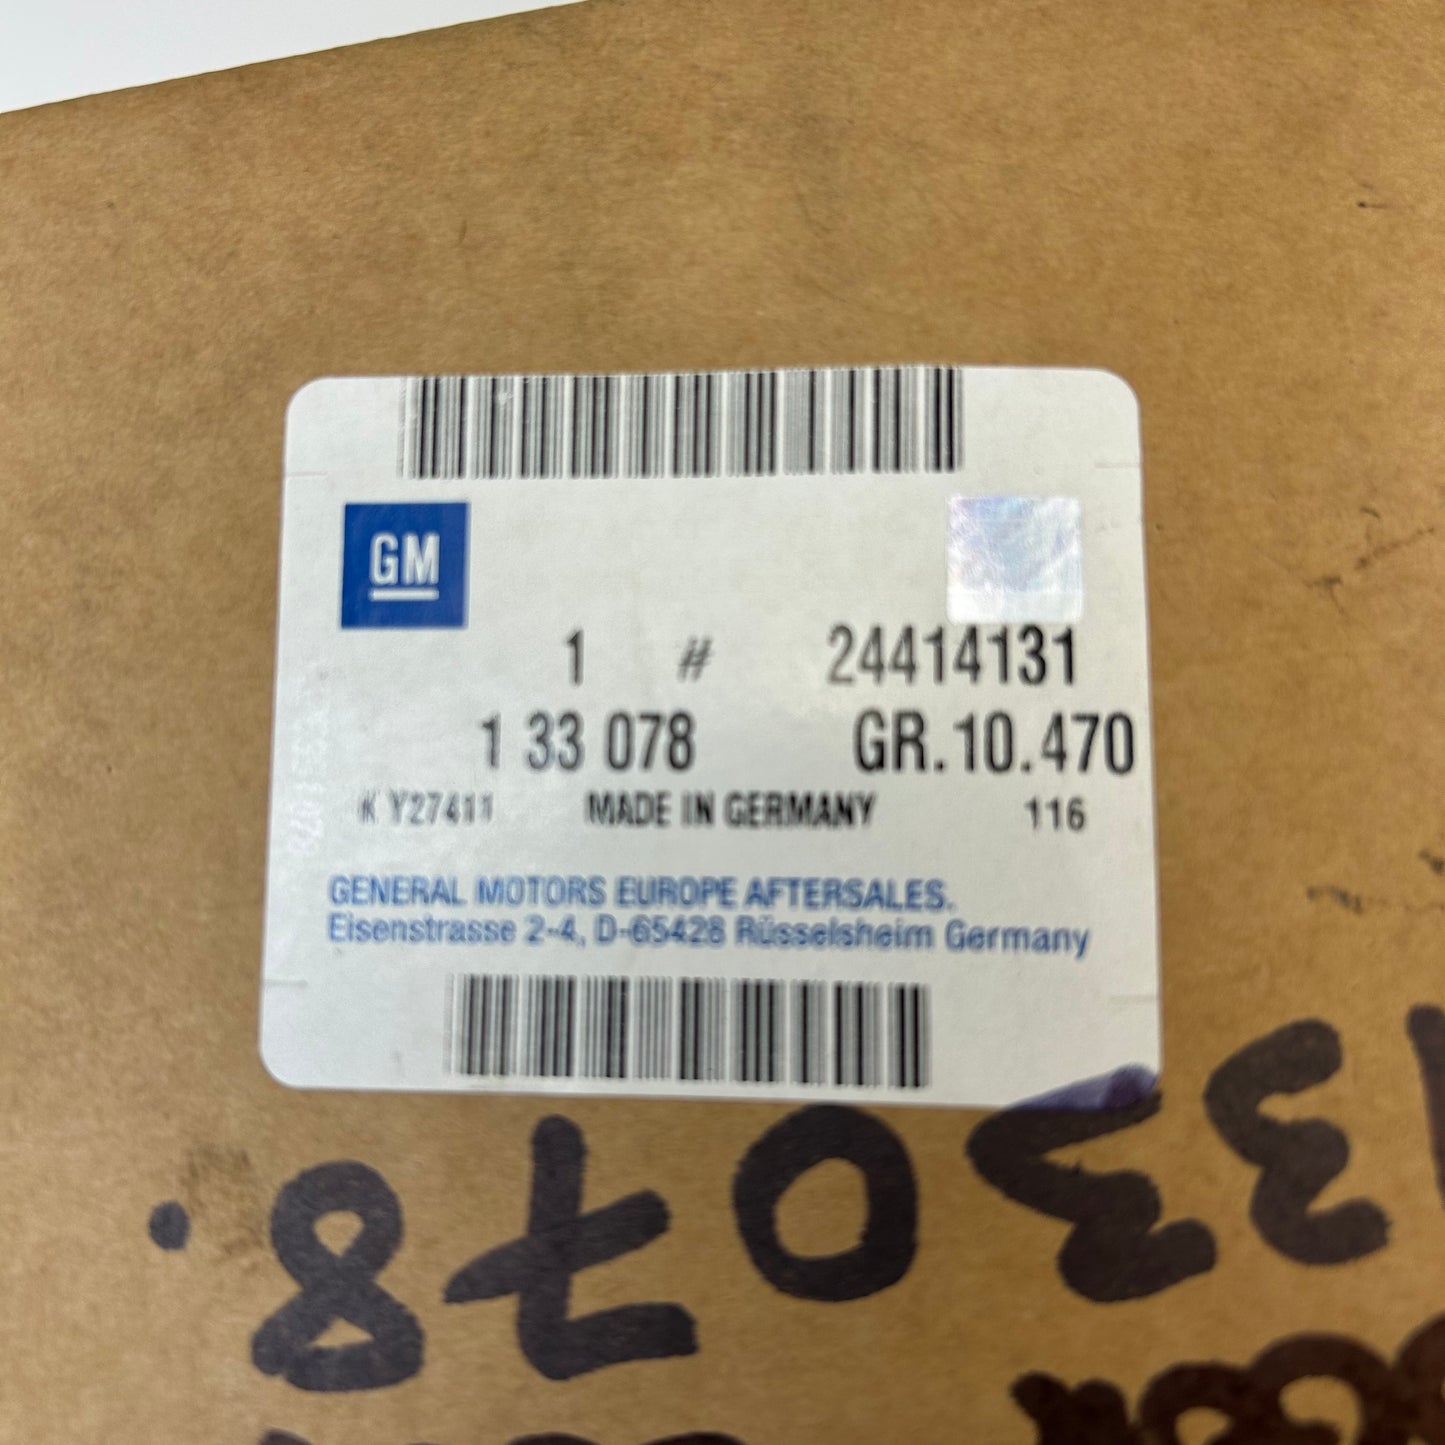 GM
1 # 24414131
1 33 078 GR.10.470
K Y27411 MADE IN GERMANY 116
GENERAL MOTORS EUROPE AFTERSALES.
Eisenstrasse 2-4, D-65428 Rüsselsheim Germany
133078.